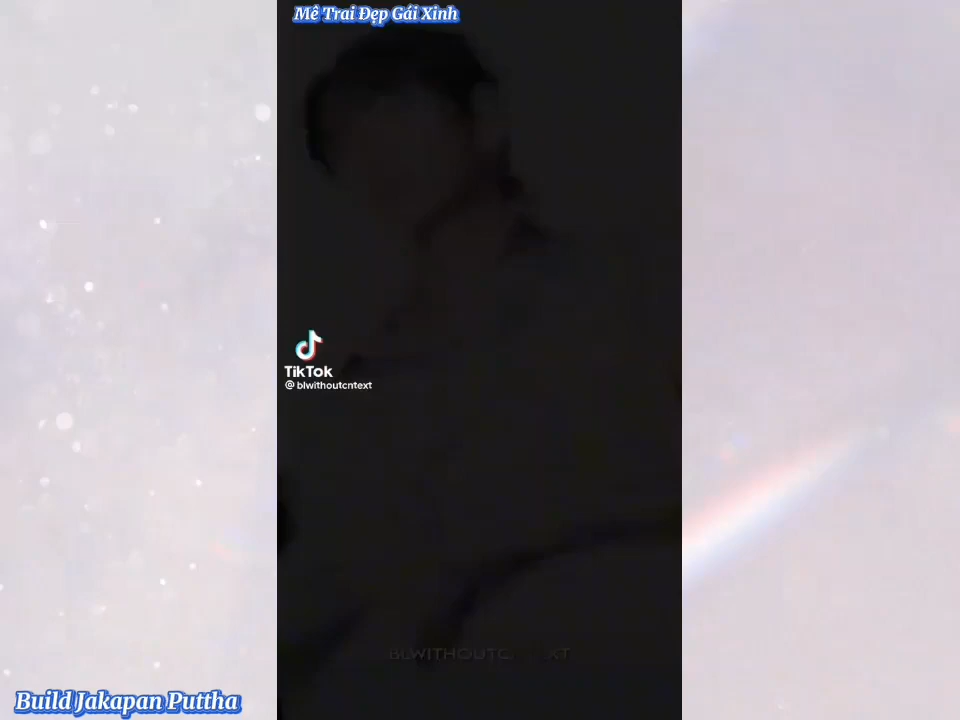 Mê Trai Đẹp Gái Xinh
TikTok
@blwithoutcntext
Build Jakapan Puttha